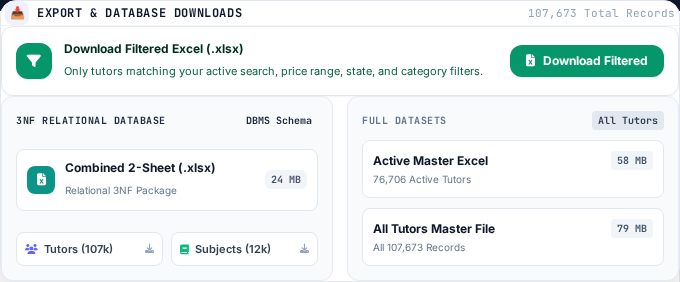 EXPORT & DATABASE DOWNLOADS
107,673 Total Records
Download Filtered Excel (.xlsx)
Only tutors matching your active search, price range, state, and category filters.
Download Filtered
3NF RELATIONAL DATABASE
DBMS Schema
Combined 2-Sheet (.xlsx)
Relational 3NF Package
24 MB
Tutors (107k)
Subjects (12k)
FULL DATASETS
All Tutors
Active Master Excel
76,706 Active Tutors
58 MB
All Tutors Master File
All 107,673 Records
79 MB